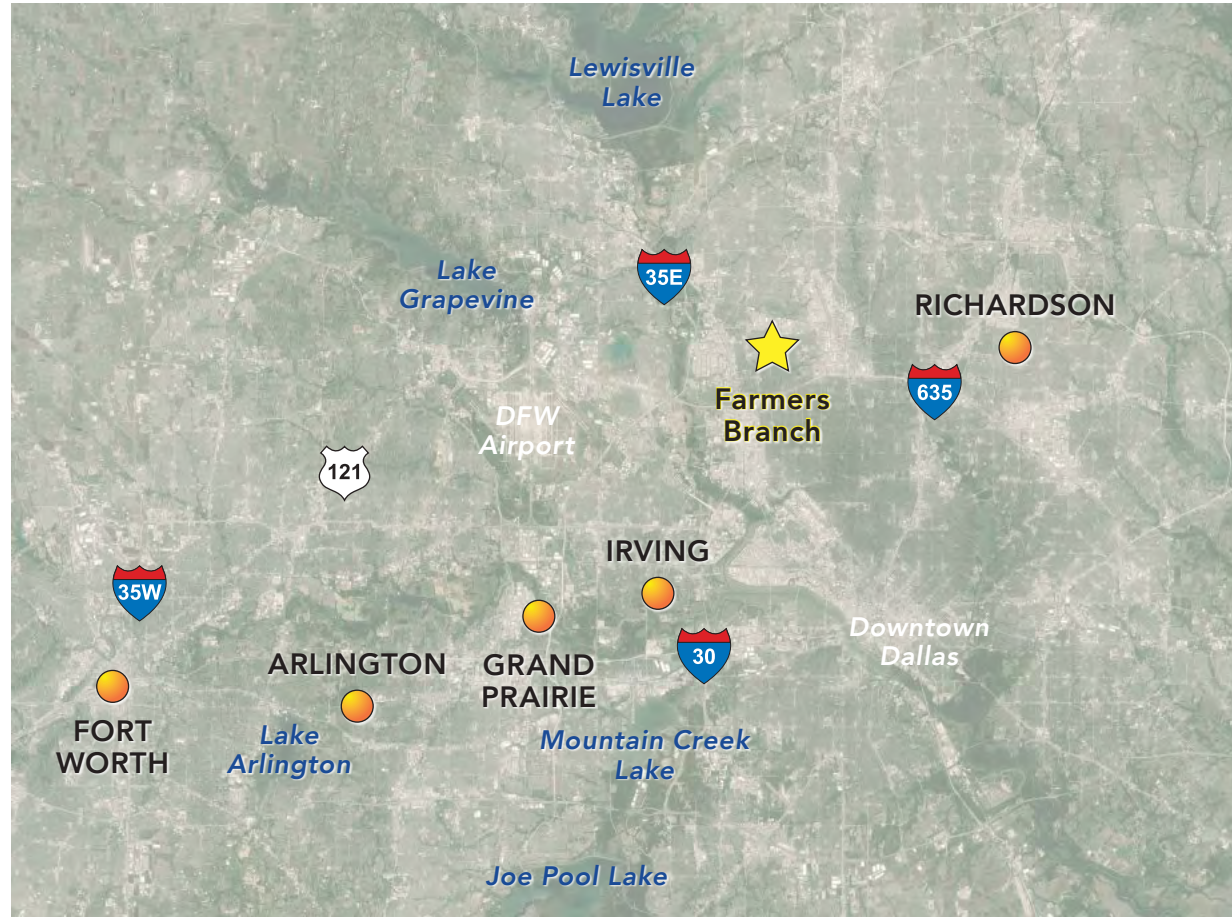 Lewisville
Lake
Lake
Grapevine
35E
RICHARDSON
635
Farmers
Branch
DFW
Airport
121
IRVING
35W
30
Downtown
Dallas
ARLINGTON
GRAND
PRAIRIE
FORT
WORTH
Lake
Arlington
Mountain Creek
Lake
Joe Pool Lake